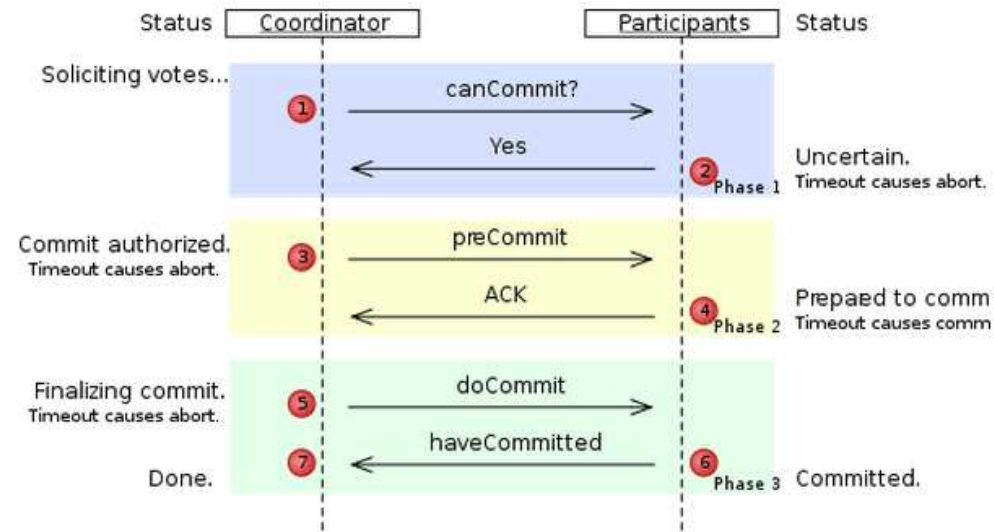 Status Coordinator Participants Status
Soliciting votes...
canCommit?
1
Yes
2
Phase 1
Uncertain.
Timeout causes abort.
Commit authorized.
Timeout causes abort.
preCommit
3
ACK
4
Phase 2
Prepared to comm
Timeout causes comm
Finalizing commit.
Timeout causes abort.
doCommit
5
haveCommitted
7
6
Phase 3
Done.
Committed.